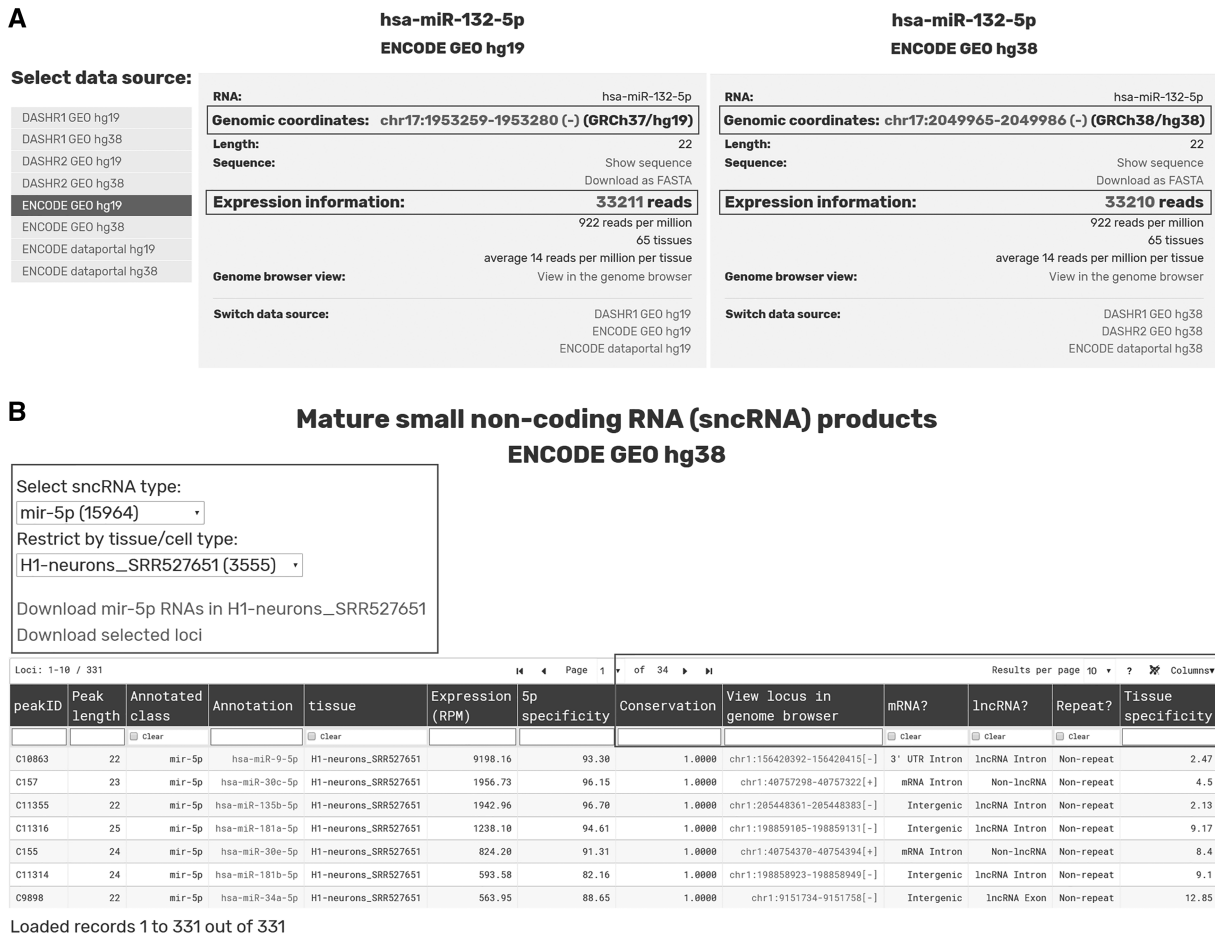 A
hsa-miR-132-5p
ENCODE GEO hg19
hsa-miR-132-5p
ENCODE GEO hg38
Select data source:
DASHR1 GEO hg19
DASHR1 GEO hg38
DASHR2 GEO hg19
DASHR2 GEO hg38
ENCODE GEO hg19
ENCODE GEO hg38
ENCODE dataportal hg19
ENCODE dataportal hg38
RNA: hsa-miR-132-5p
Genomic coordinates: chr17:1953259-1953280 (-) (GRCh37/hg19)
Length: 22
Sequence: Show sequence
Download as FASTA
Expression information: 33211 reads
922 reads per million
65 tissues
average 14 reads per million per tissue
Genome browser view: View in the genome browser
Switch data source: DASHR1 GEO hg19
ENCODE GEO hg19
ENCODE dataportal hg19
RNA: hsa-miR-132-5p
Genomic coordinates: chr17:2049965-2049986 (-) (GRCh38/hg38)
Length: 22
Sequence: Show sequence
Download as FASTA
Expression information: 33210 reads
922 reads per million
65 tissues
average 14 reads per million per tissue
Genome browser view: View in the genome browser
Switch data source: DASHR1 GEO hg38
DASHR2 GEO hg38
ENCODE dataportal hg38
B
Mature small non-coding RNA (sncRNA) products
ENCODE GEO hg38
Select sncRNA type:
mir-5p (15964)
Restrict by tissue/cell type:
H1-neurons_SRR527651 (3555)
Download mir-5p RNAs in H1-neurons_SRR527651
Download selected loci
Loci: 1-10 / 331 Page 1 of 34 Results per page 10 ? Columns
peakID Peak length Annotated class Annotation tissue Expression (RPM) 5p specificity Conservation View locus in genome browser mRNA? lncRNA? Repeat? Tissue specificity
Clear Clear Clear Clear Clear
C10863 22 mir-5p hsa-miR-9-5p H1-neurons_SRR527651 9198.16 93.30 1.0000 chr1:156420392-156420415[-] 3' UTR Intron lncRNA Intron Non-repeat 2.47
C157 23 mir-5p hsa-miR-30c-5p H1-neurons_SRR527651 1956.73 96.15 1.0000 chr1:40757298-40757322[+] mRNA Intron Non-lncRNA Non-repeat 4.5
C11355 22 mir-5p hsa-miR-135b-5p H1-neurons_SRR527651 1942.96 96.70 1.0000 chr1:205448361-205448383[-] Intergenic lncRNA Intron Non-repeat 2.13
C11316 25 mir-5p hsa-miR-181a-5p H1-neurons_SRR527651 1238.10 94.61 1.0000 chr1:198859105-198859131[-] Intergenic lncRNA Intron Non-repeat 9.17
C155 24 mir-5p hsa-miR-30e-5p H1-neurons_SRR527651 824.20 91.31 1.0000 chr1:40754370-40754394[+] mRNA Intron Non-lncRNA Non-repeat 8.4
C11314 24 mir-5p hsa-miR-181b-5p H1-neurons_SRR527651 593.58 82.16 1.0000 chr1:198858923-198858949[-] Intergenic lncRNA Intron Non-repeat 9.1
C9898 22 mir-5p hsa-miR-34a-5p H1-neurons_SRR527651 563.95 88.65 1.0000 chr1:9151734-9151758[-] Intergenic lncRNA Exon Non-repeat 12.85
Loaded records 1 to 331 out of 331